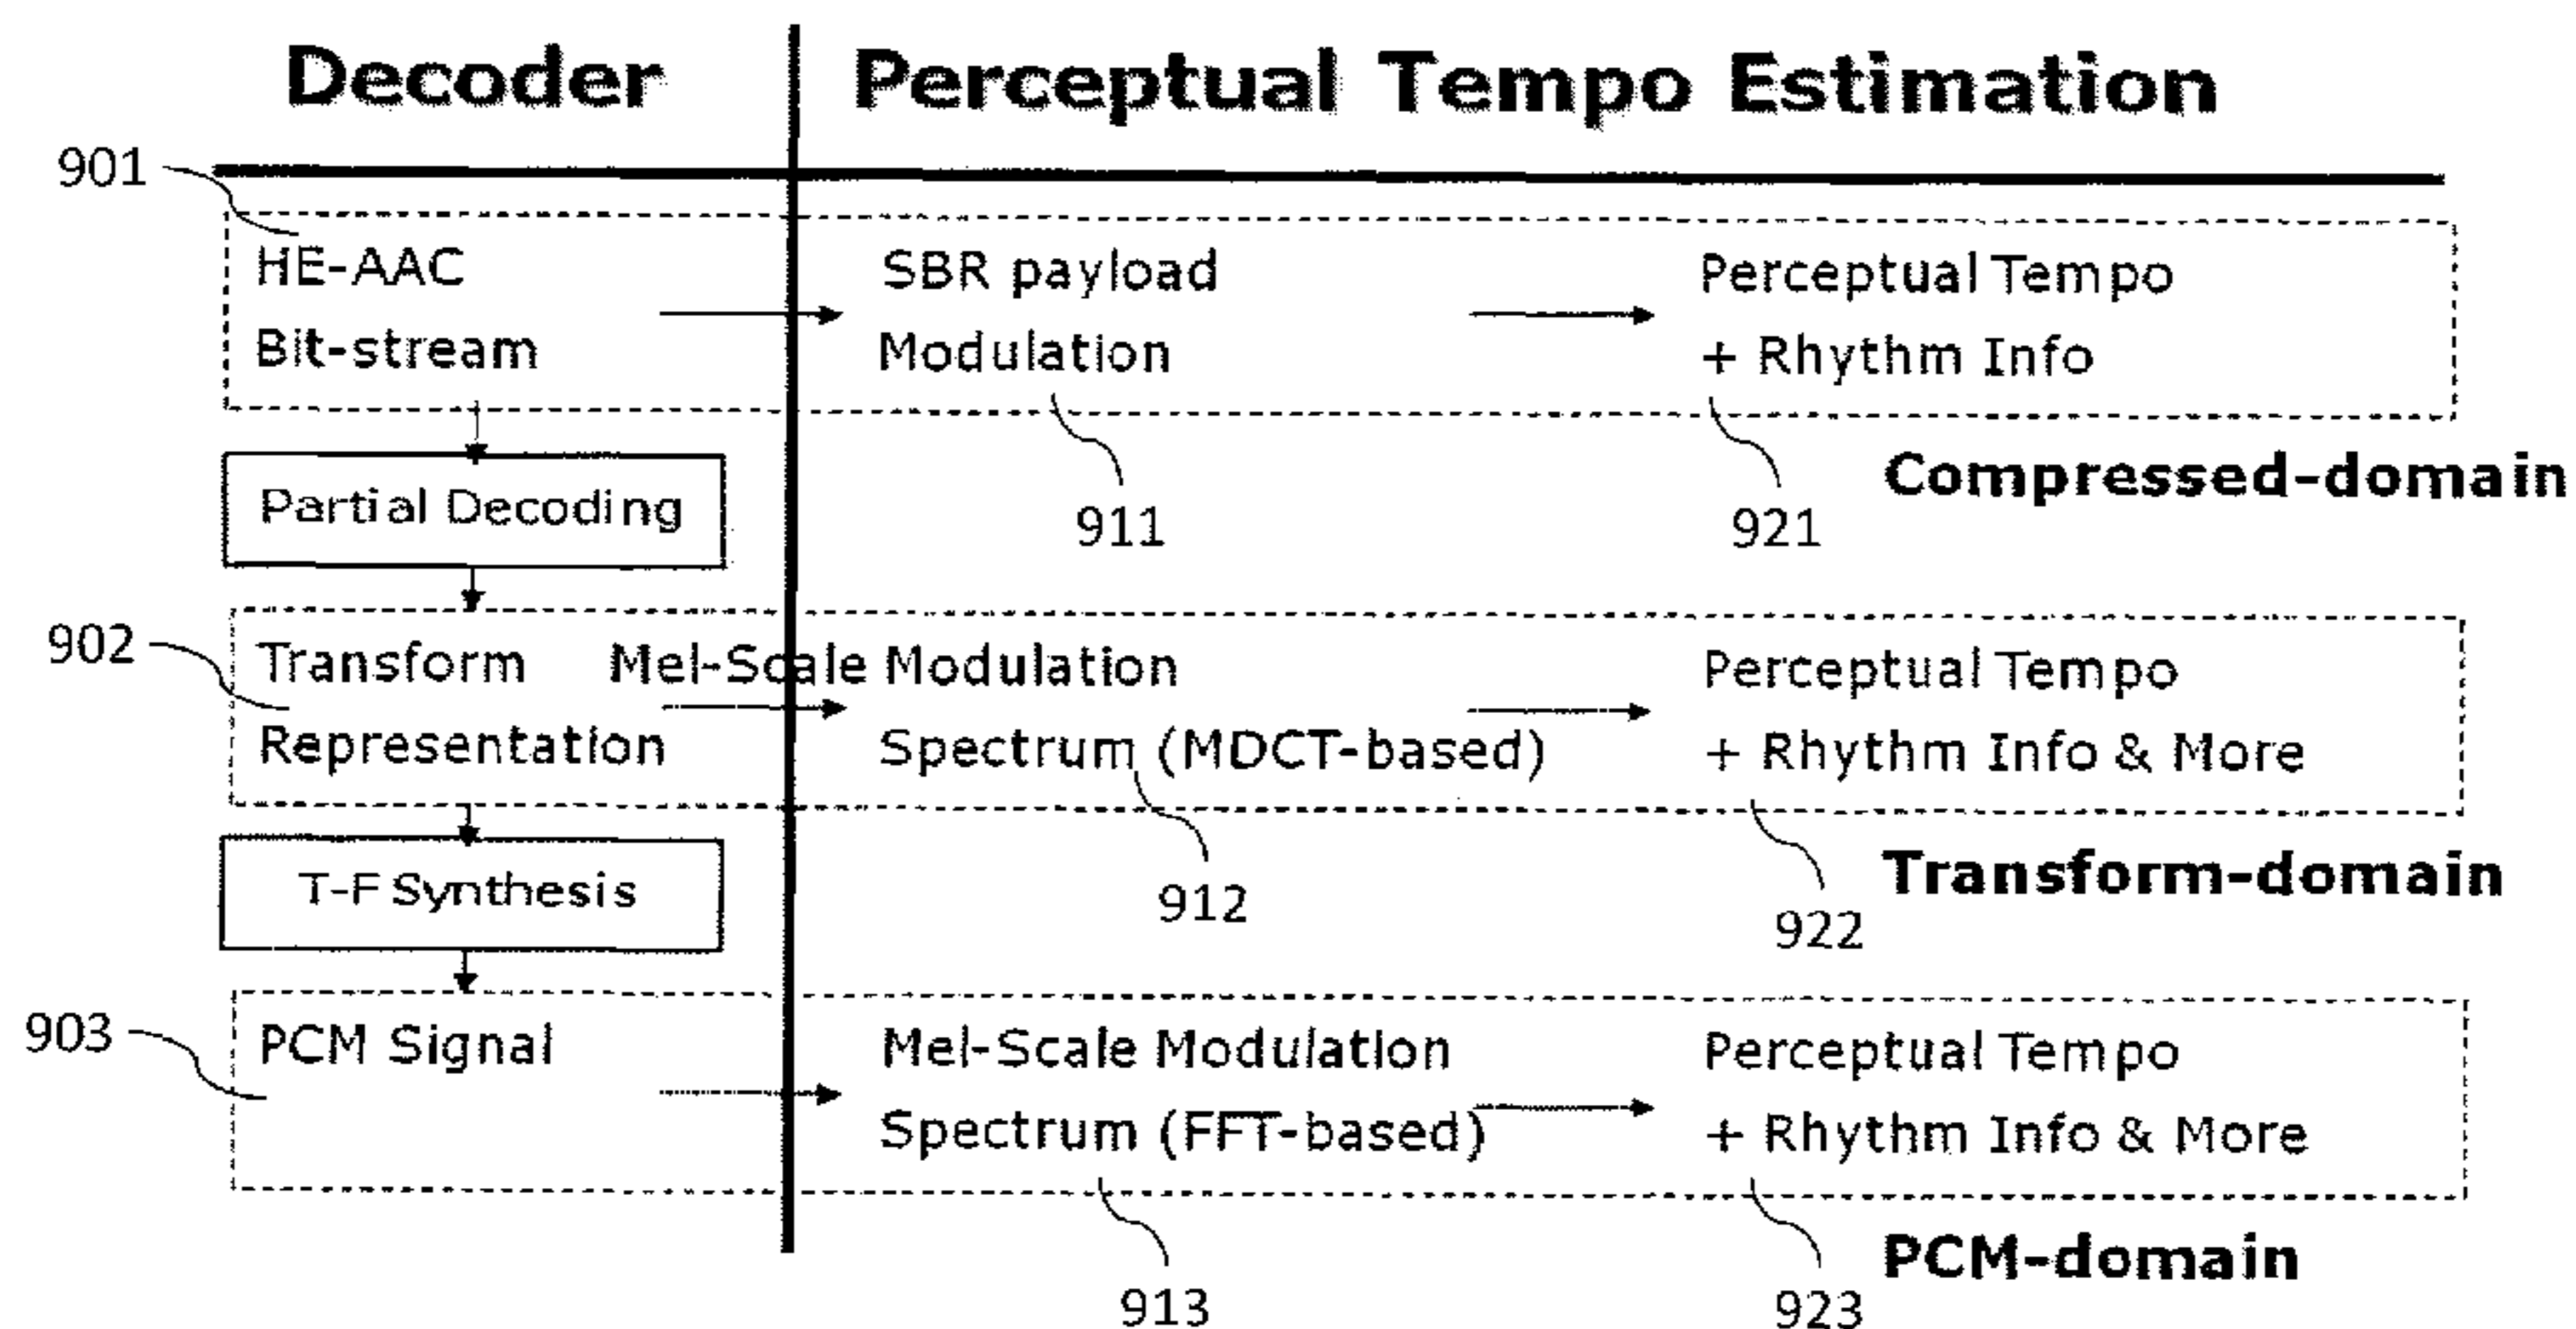 Decoder
Perceptual Tempo Estimation
901
HE-AAC
Bit-stream
SBR payload
Modulation
Perceptual Tempo
+ Rhythm Info
Partial Decoding
911
921
Compressed-domain
902
Transform
Representation
Mel-Scale Modulation
Spectrum (MDCT-based)
Perceptual Tempo
+ Rhythm Info & More
T-F Synthesis
912
922
Transform-domain
903
PCM Signal
Mel-Scale Modulation
Spectrum (FFT-based)
Perceptual Tempo
+ Rhythm Info & More
913
923
PCM-domain